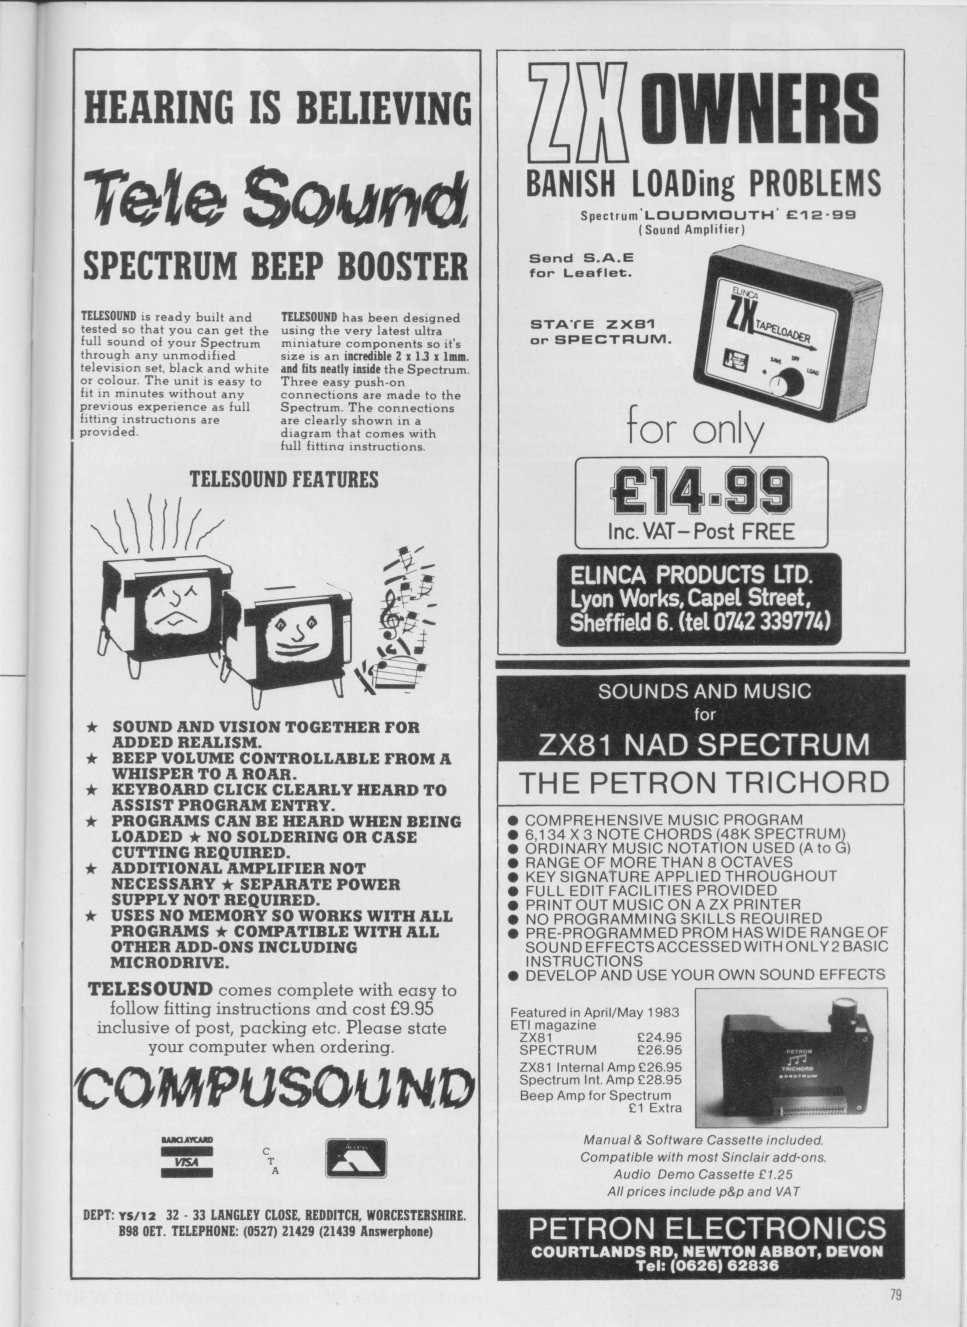 HEARING IS BELIEVING
Tele Sound
SPECTRUM BEEP BOOSTER
TELESOUND is ready built and
tested so that you can get the
full sound of your Spectrum
through any unmodified
television set, black and white
or colour. The unit is easy to
fit in minutes without any
previous experience as full
fitting instructions are
provided.
TELESOUND has been designed
using the very latest ultra
miniature components so it's
size is an incredible 2 x 1.3 x 1mm.
and fits neatly inside the Spectrum.
Three easy push-on
connections are made to the
Spectrum. The connections
are clearly shown in a
diagram that comes with
full fitting instructions.
TELESOUND FEATURES
★ SOUND AND VISION TOGETHER FOR
ADDED REALISM.
★ BEEP VOLUME CONTROLLABLE FROM A
WHISPER TO A ROAR.
★ KEYBOARD CLICK CLEARLY HEARD TO
ASSIST PROGRAM ENTRY.
★ PROGRAMS CAN BE HEARD WHEN BEING
LOADED ★ NO SOLDERING OR CASE
CUTTING REQUIRED.
★ ADDITIONAL AMPLIFIER NOT
NECESSARY ★ SEPARATE POWER
SUPPLY NOT REQUIRED.
★ USES NO MEMORY SO WORKS WITH ALL
PROGRAMS ★ COMPATIBLE WITH ALL
OTHER ADD-ONS INCLUDING
MICRODRIVE.
TELESOUND comes complete with easy to
follow fitting instructions and cost £9.95
inclusive of post, packing etc. Please state
your computer when ordering.
COMPUSOUND
BARCLAYCARD
VISA
C
T
A
Access
DEPT: YS/12 32 - 33 LANGLEY CLOSE, REDDITCH, WORCESTERSHIRE.
B98 0ET. TELEPHONE: (0527) 21429 (21439 Answerphone)
ZX OWNERS
BANISH LOADing PROBLEMS
Spectrum 'LOUDMOUTH' £12·99
(Sound Amplifier)
Send S.A.E
for Leaflet.
STATE ZX81
or SPECTRUM.
ELINCA
ZX TAPELOADER
SAVE OFF LOAD
for only
£14.99
Inc. VAT – Post FREE
ELINCA PRODUCTS LTD.
Lyon Works, Capel Street,
Sheffield 6. (tel 0742 339774)
SOUNDS AND MUSIC
for
ZX81 NAD SPECTRUM
THE PETRON TRICHORD
● COMPREHENSIVE MUSIC PROGRAM
● 6,134 X 3 NOTE CHORDS (48K SPECTRUM)
● ORDINARY MUSIC NOTATION USED (A to G)
● RANGE OF MORE THAN 8 OCTAVES
● KEY SIGNATURE APPLIED THROUGHOUT
● FULL EDIT FACILITIES PROVIDED
● PRINT OUT MUSIC ON A ZX PRINTER
● NO PROGRAMMING SKILLS REQUIRED
● PRE-PROGRAMMED PROM HAS WIDE RANGE OF
SOUND EFFECTS ACCESSED WITH ONLY 2 BASIC
INSTRUCTIONS
● DEVELOP AND USE YOUR OWN SOUND EFFECTS
Featured in April/May 1983
ETI magazine
ZX81 £24.95
SPECTRUM £26.95
ZX81 Internal Amp £26.95
Spectrum Int. Amp £28.95
Beep Amp for Spectrum
£1 Extra
PETRON
TRICHORD
SPECTRUM
Manual & Software Cassette included.
Compatible with most Sinclair add-ons.
Audio Demo Cassette £1.25
All prices include p&p and VAT
PETRON ELECTRONICS
COURTLANDS RD, NEWTON ABBOT, DEVON
Tel: (0626) 62836
79